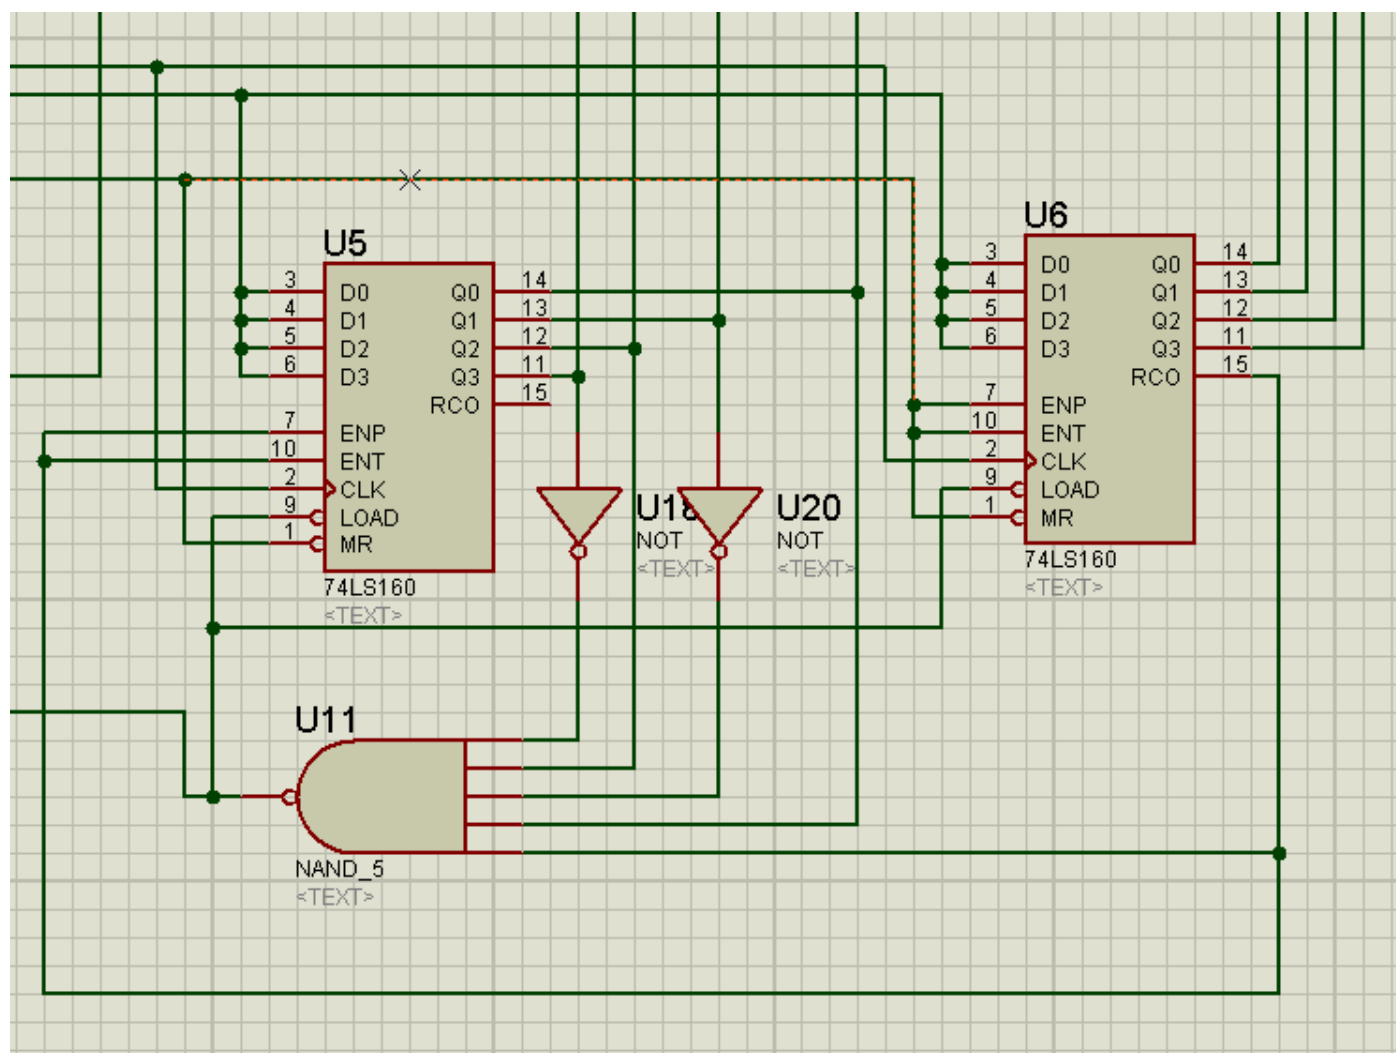 U5
3 D0 Q0 14
4 D1 Q1 13
5 D2 Q2 12
6 D3 Q3 11
RCO 15
7 ENP
10 ENT
2 CLK
9 LOAD
1 MR
74LS160
<TEXT>
U18
NOT
<TEXT>
U20
NOT
<TEXT>
U6
3 D0 Q0 14
4 D1 Q1 13
5 D2 Q2 12
6 D3 Q3 11
RCO 15
7 ENP
10 ENT
2 CLK
9 LOAD
1 MR
74LS160
<TEXT>
U11
NAND_5
<TEXT>